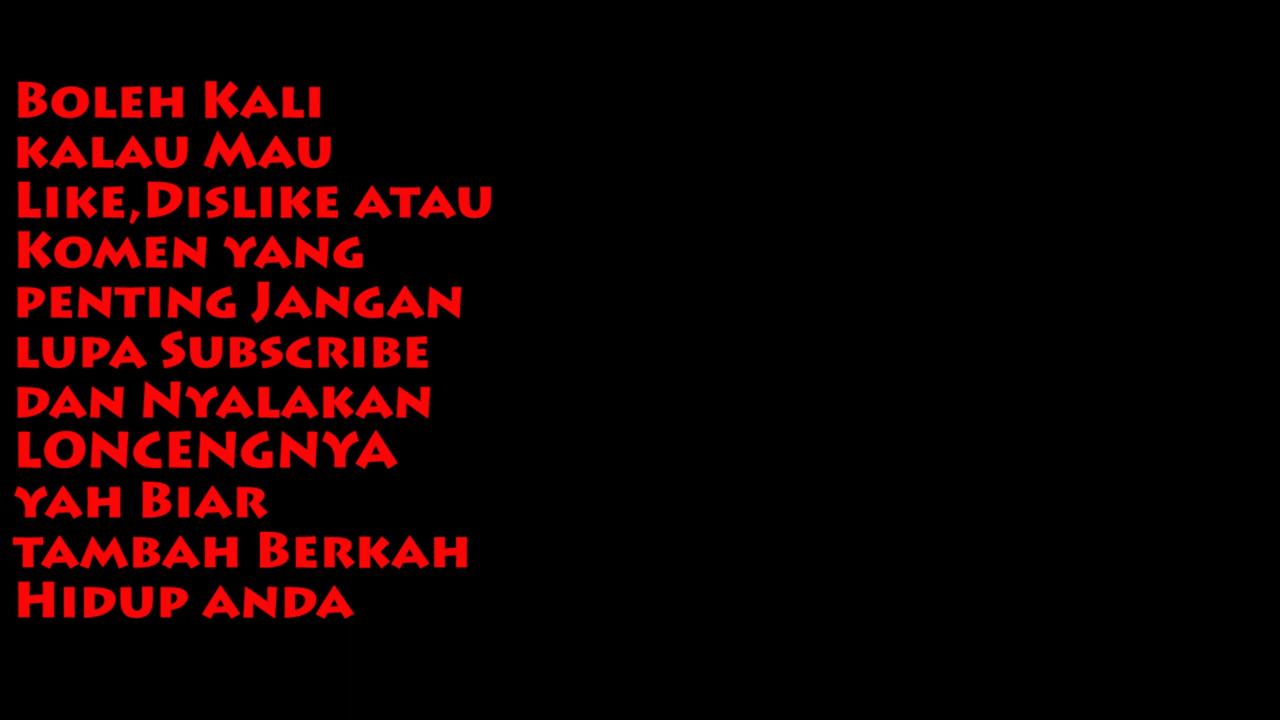 Boleh Kali
kalau Mau
Like,Dislike atau
Komen yang
penting Jangan
lupa Subscribe
dan Nyalakan
LONCENGNYA
yah Biar
tambah Berkah
Hidup anda